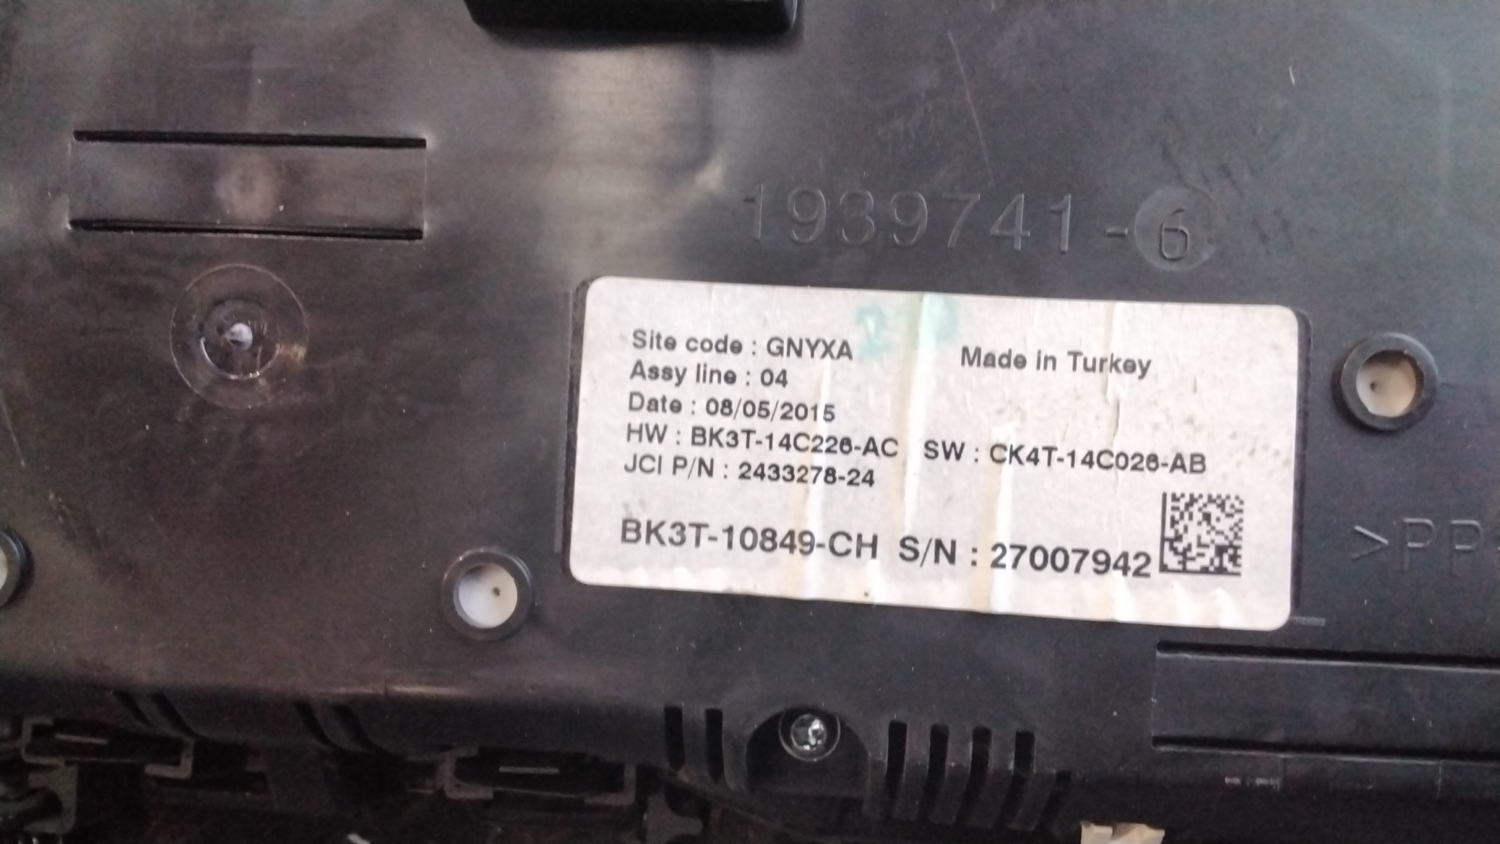 1939741-6
Site code : GNYXA
Made in Turkey
Assy line : 04
Date : 08/05/2015
HW : BK3T-14C226-AC SW : CK4T-14C026-AB
JCI P/N : 2433278-24
BK3T-10849-CH S/N : 27007942
>PP